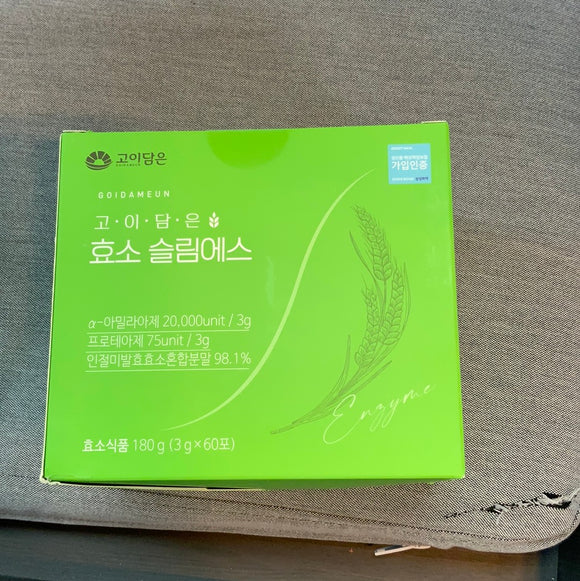 고이담은
GOIDAMEUN
GOIDAMEUN
고·이·담·은
효소 슬림에스
가입인증
α-아밀라아제 20.000unit / 3g
프로테아제 75unit / 3g
인절미발효효소혼합분말 98.1%
Enzyme
효소식품 180g (3g×60포)